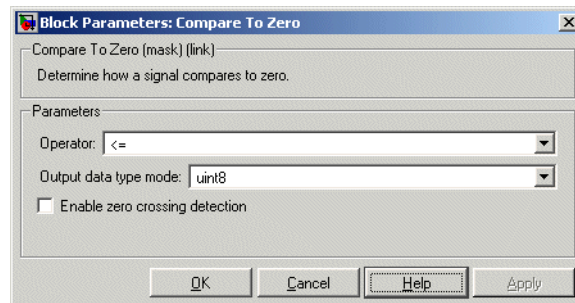 Block Parameters: Compare To Zero
Compare To Zero (mask) (link)
Determine how a signal compares to zero.
Parameters
Operator: <=
Output data type mode: uint8
Enable zero crossing detection
OK Cancel Help Apply